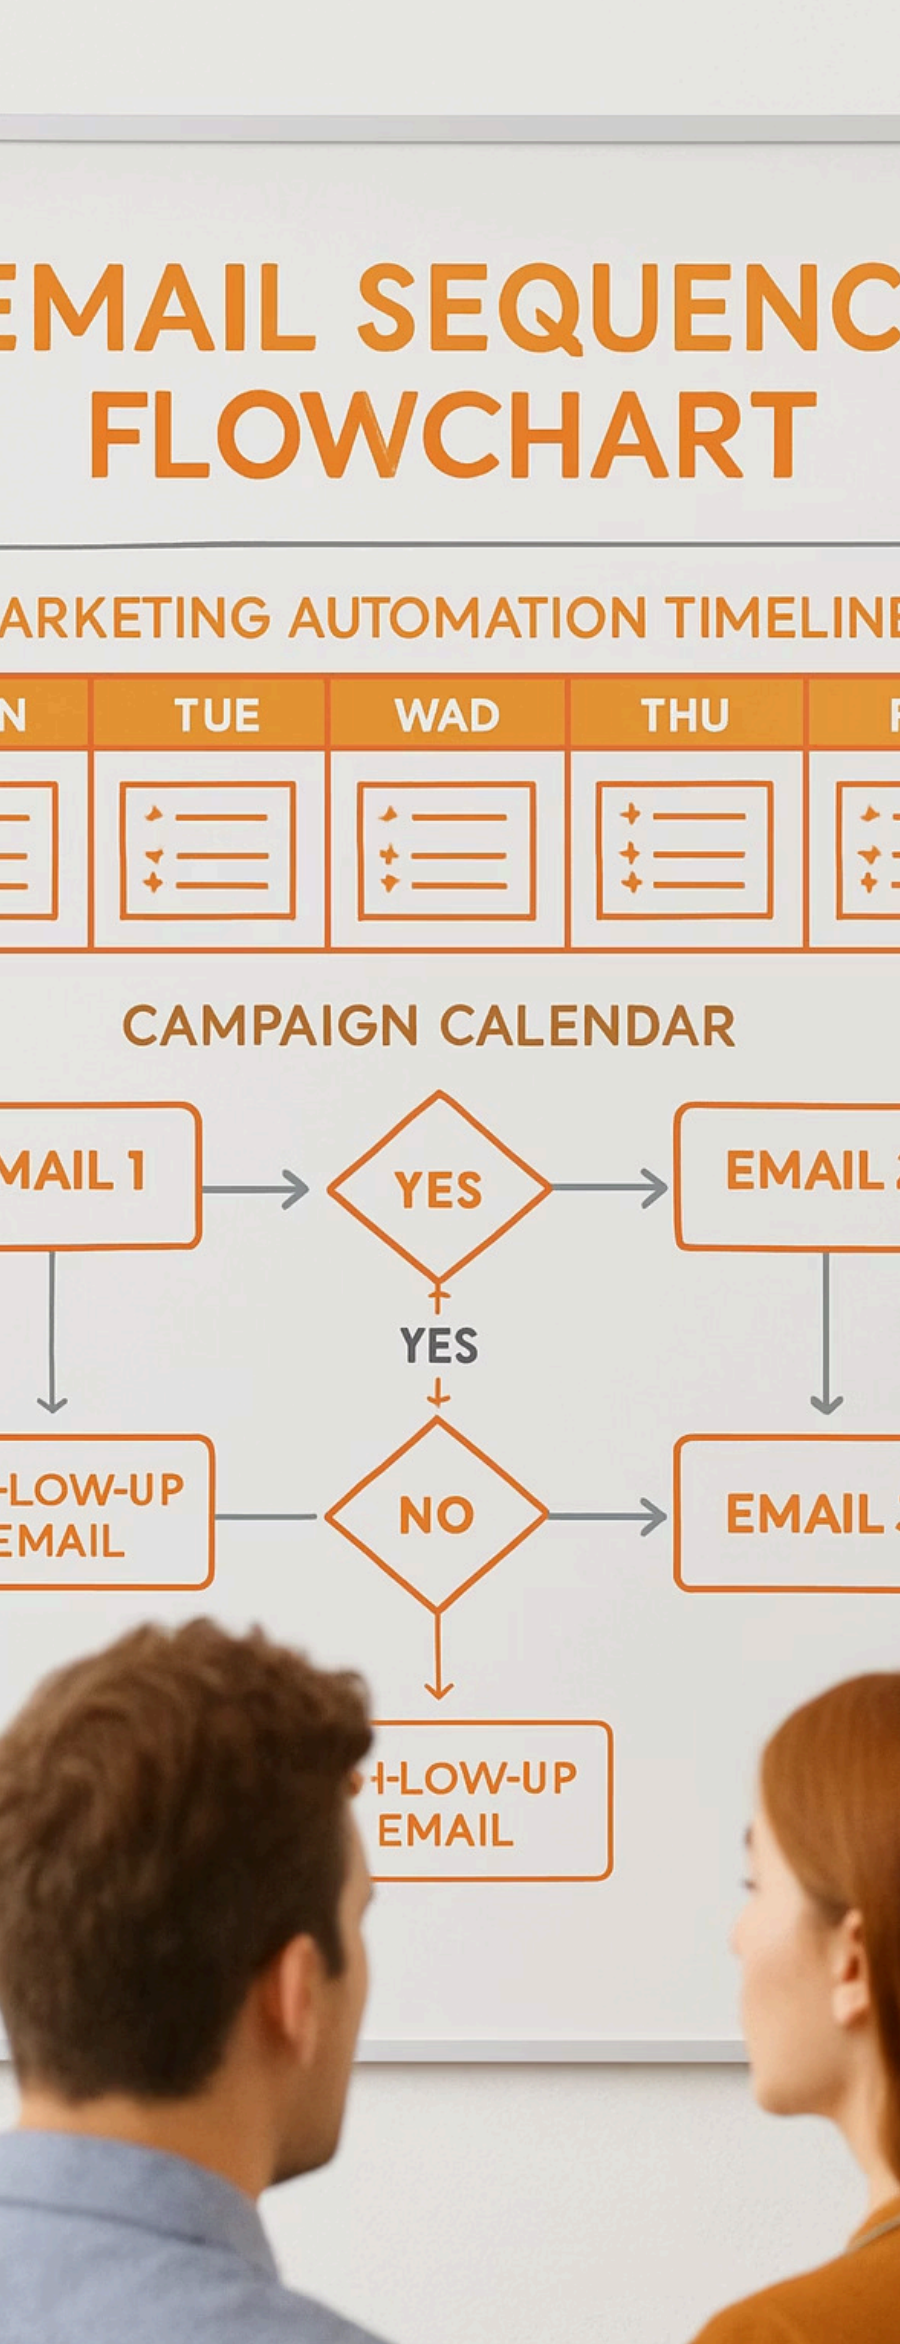 EMAIL SEQUENC
FLOWCHART
ARKETING AUTOMATION TIMELINE
N TUE WAD THU F
CAMPAIGN CALENDAR
MAIL 1 YES EMAIL 2
YES
-LOW-UP
EMAIL
NO
EMAIL
-LOW-UP
EMAIL